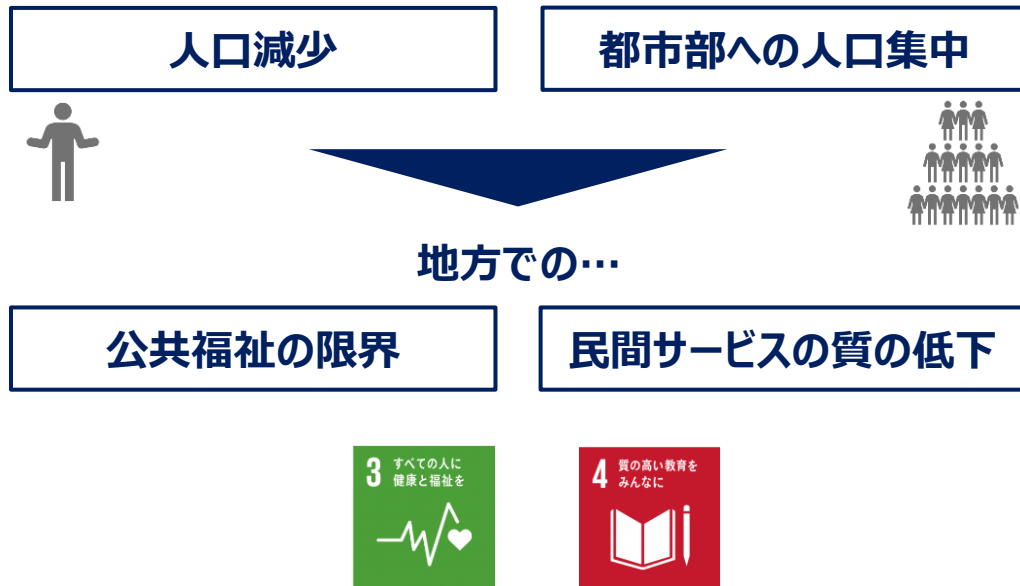 人口減少
都市部への人口集中
地方での…
公共福祉の限界
民間サービスの質の低下
3 すべての人に
健康と福祉を
4 質の高い教育を
みんなに